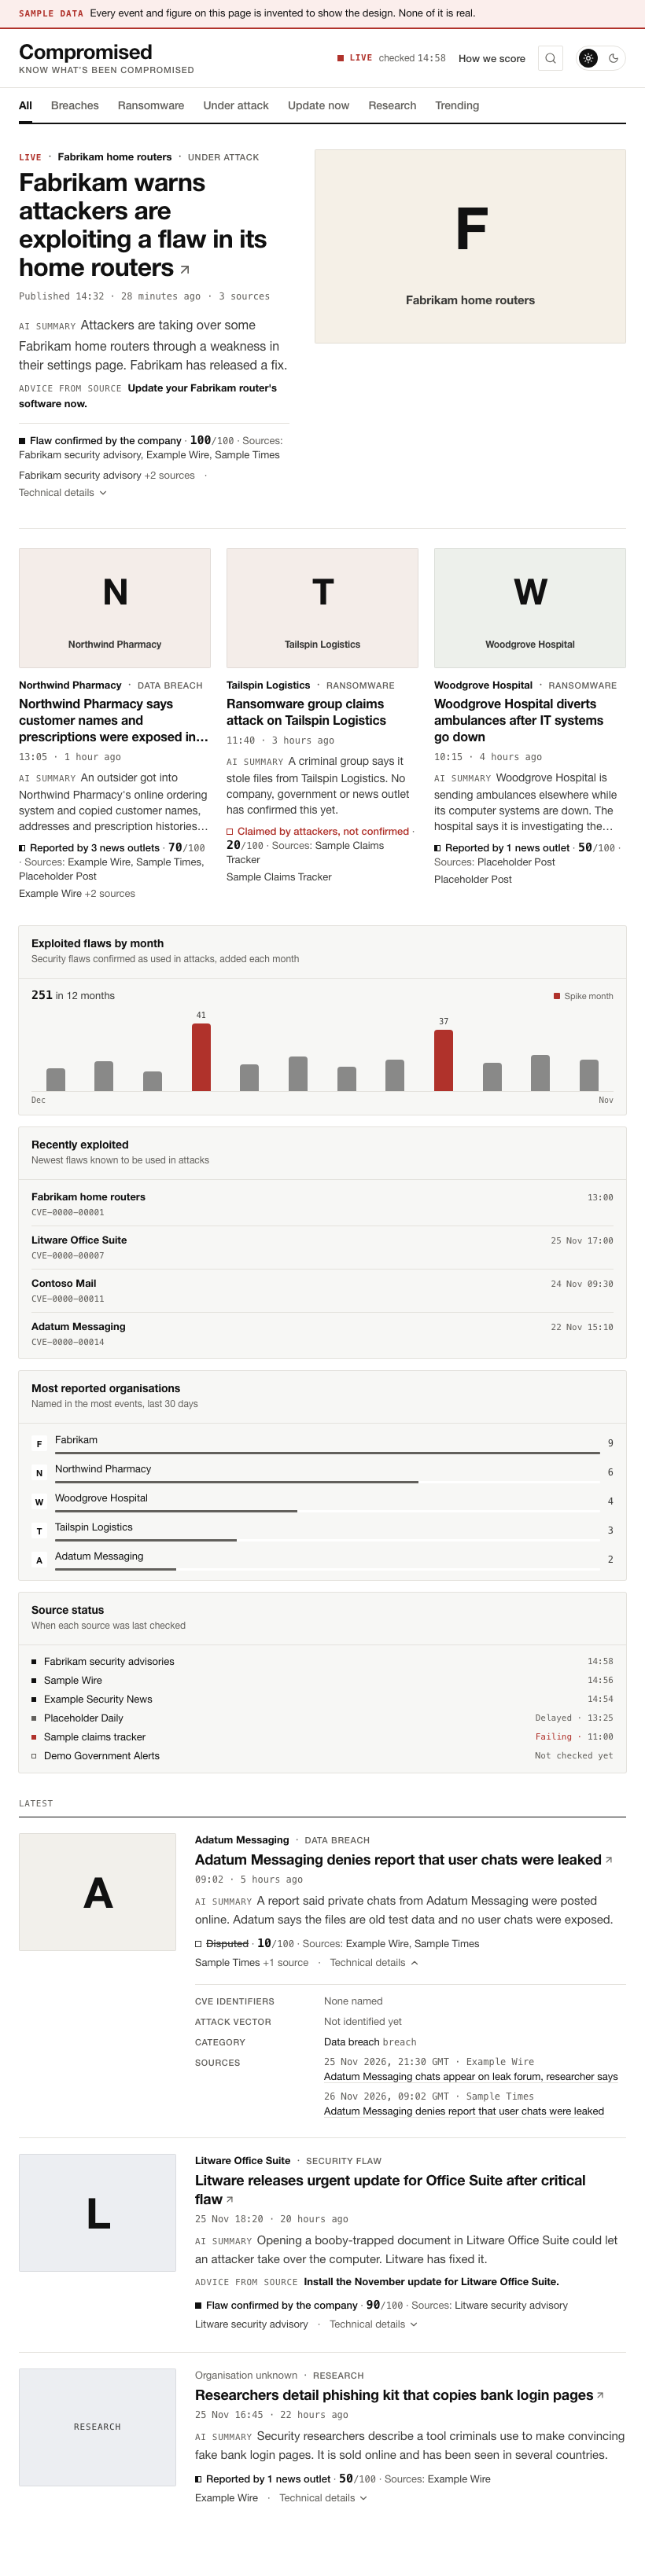 SAMPLE DATA Every event and figure on this page is invented to show the design. None of it is real.
Compromised
KNOW WHAT'S BEEN COMPROMISED
LIVE checked 14:58 How we score
All Breaches Ransomware Under attack Update now Research Trending
LIVE · Fabrikam home routers · UNDER ATTACK
Fabrikam warns
attackers are
exploiting a flaw in its
home routers
Published 14:32 · 28 minutes ago · 3 sources
AI SUMMARY Attackers are taking over some
Fabrikam home routers through a weakness in
their settings page. Fabrikam has released a fix.
ADVICE FROM SOURCE Update your Fabrikam router's
software now.
Flaw confirmed by the company · 100/100 · Sources:
Fabrikam security advisory, Example Wire, Sample Times
Fabrikam security advisory +2 sources ·
Technical details
F
Fabrikam home routers
N
Northwind Pharmacy
Northwind Pharmacy · DATA BREACH
Northwind Pharmacy says
customer names and
prescriptions were exposed in...
13:05 · 1 hour ago
AI SUMMARY An outsider got into
Northwind Pharmacy's online ordering
system and copied customer names,
addresses and prescription histories...
Reported by 3 news outlets · 70/100
· Sources: Example Wire, Sample Times,
Placeholder Post
Example Wire +2 sources
T
Tailspin Logistics
Tailspin Logistics · RANSOMWARE
Ransomware group claims
attack on Tailspin Logistics
11:40 · 3 hours ago
AI SUMMARY A criminal group says it
stole files from Tailspin Logistics. No
company, government or news outlet
has confirmed this yet.
Claimed by attackers, not confirmed ·
20/100 · Sources: Sample Claims
Tracker
Sample Claims Tracker
W
Woodgrove Hospital
Woodgrove Hospital · RANSOMWARE
Woodgrove Hospital diverts
ambulances after IT systems
go down
10:15 · 4 hours ago
AI SUMMARY Woodgrove Hospital is
sending ambulances elsewhere while
its computer systems are down. The
hospital says it is investigating the...
Reported by 1 news outlet · 50/100 ·
Sources: Placeholder Post
Placeholder Post
Exploited flaws by month
Security flaws confirmed as used in attacks, added each month
251 in 12 months
Spike month
41
37
Dec
Nov
Recently exploited
Newest flaws known to be used in attacks
Fabrikam home routers 13:00
CVE-0000-00001
Litware Office Suite 25 Nov 17:00
CVE-0000-00007
Contoso Mail 24 Nov 09:30
CVE-0000-00011
Adatum Messaging 22 Nov 15:10
CVE-0000-00014
Most reported organisations
Named in the most events, last 30 days
F Fabrikam 9
N Northwind Pharmacy 6
W Woodgrove Hospital 4
T Tailspin Logistics 3
A Adatum Messaging 2
Source status
When each source was last checked
Fabrikam security advisories 14:58
Sample Wire 14:56
Example Security News 14:54
Placeholder Daily Delayed · 13:25
Sample claims tracker Failing · 11:00
Demo Government Alerts Not checked yet
LATEST
A
Adatum Messaging · DATA BREACH
Adatum Messaging denies report that user chats were leaked
09:02 · 5 hours ago
AI SUMMARY A report said private chats from Adatum Messaging were posted
online. Adatum says the files are old test data and no user chats were exposed.
Disputed · 10/100 · Sources: Example Wire, Sample Times
Sample Times +1 source · Technical details
CVE IDENTIFIERS None named
ATTACK VECTOR Not identified yet
CATEGORY Data breach breach
SOURCES 25 Nov 2026, 21:30 GMT · Example Wire
Adatum Messaging chats appear on leak forum, researcher says
26 Nov 2026, 09:02 GMT · Sample Times
Adatum Messaging denies report that user chats were leaked
L
Litware Office Suite · SECURITY FLAW
Litware releases urgent update for Office Suite after critical
flaw
25 Nov 18:20 · 20 hours ago
AI SUMMARY Opening a booby-trapped document in Litware Office Suite could let
an attacker take over the computer. Litware has fixed it.
ADVICE FROM SOURCE Install the November update for Litware Office Suite.
Flaw confirmed by the company · 90/100 · Sources: Litware security advisory
Litware security advisory · Technical details
RESEARCH
Organisation unknown · RESEARCH
Researchers detail phishing kit that copies bank login pages
25 Nov 16:45 · 22 hours ago
AI SUMMARY Security researchers describe a tool criminals use to make convincing
fake bank login pages. It is sold online and has been seen in several countries.
Reported by 1 news outlet · 50/100 · Sources: Example Wire
Example Wire · Technical details